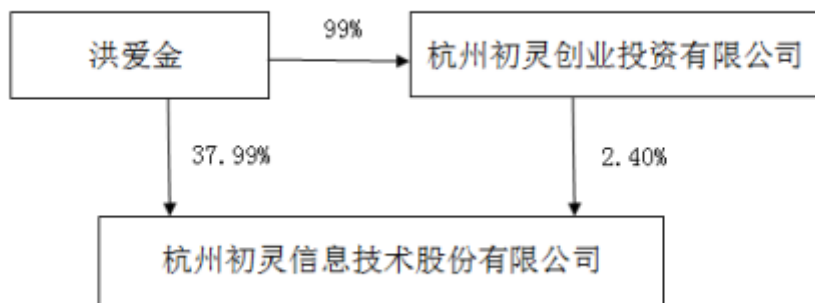 99%
洪爱金
杭州初灵创业投资有限公司
37.99%
2.40%
杭州初灵信息技术股份有限公司